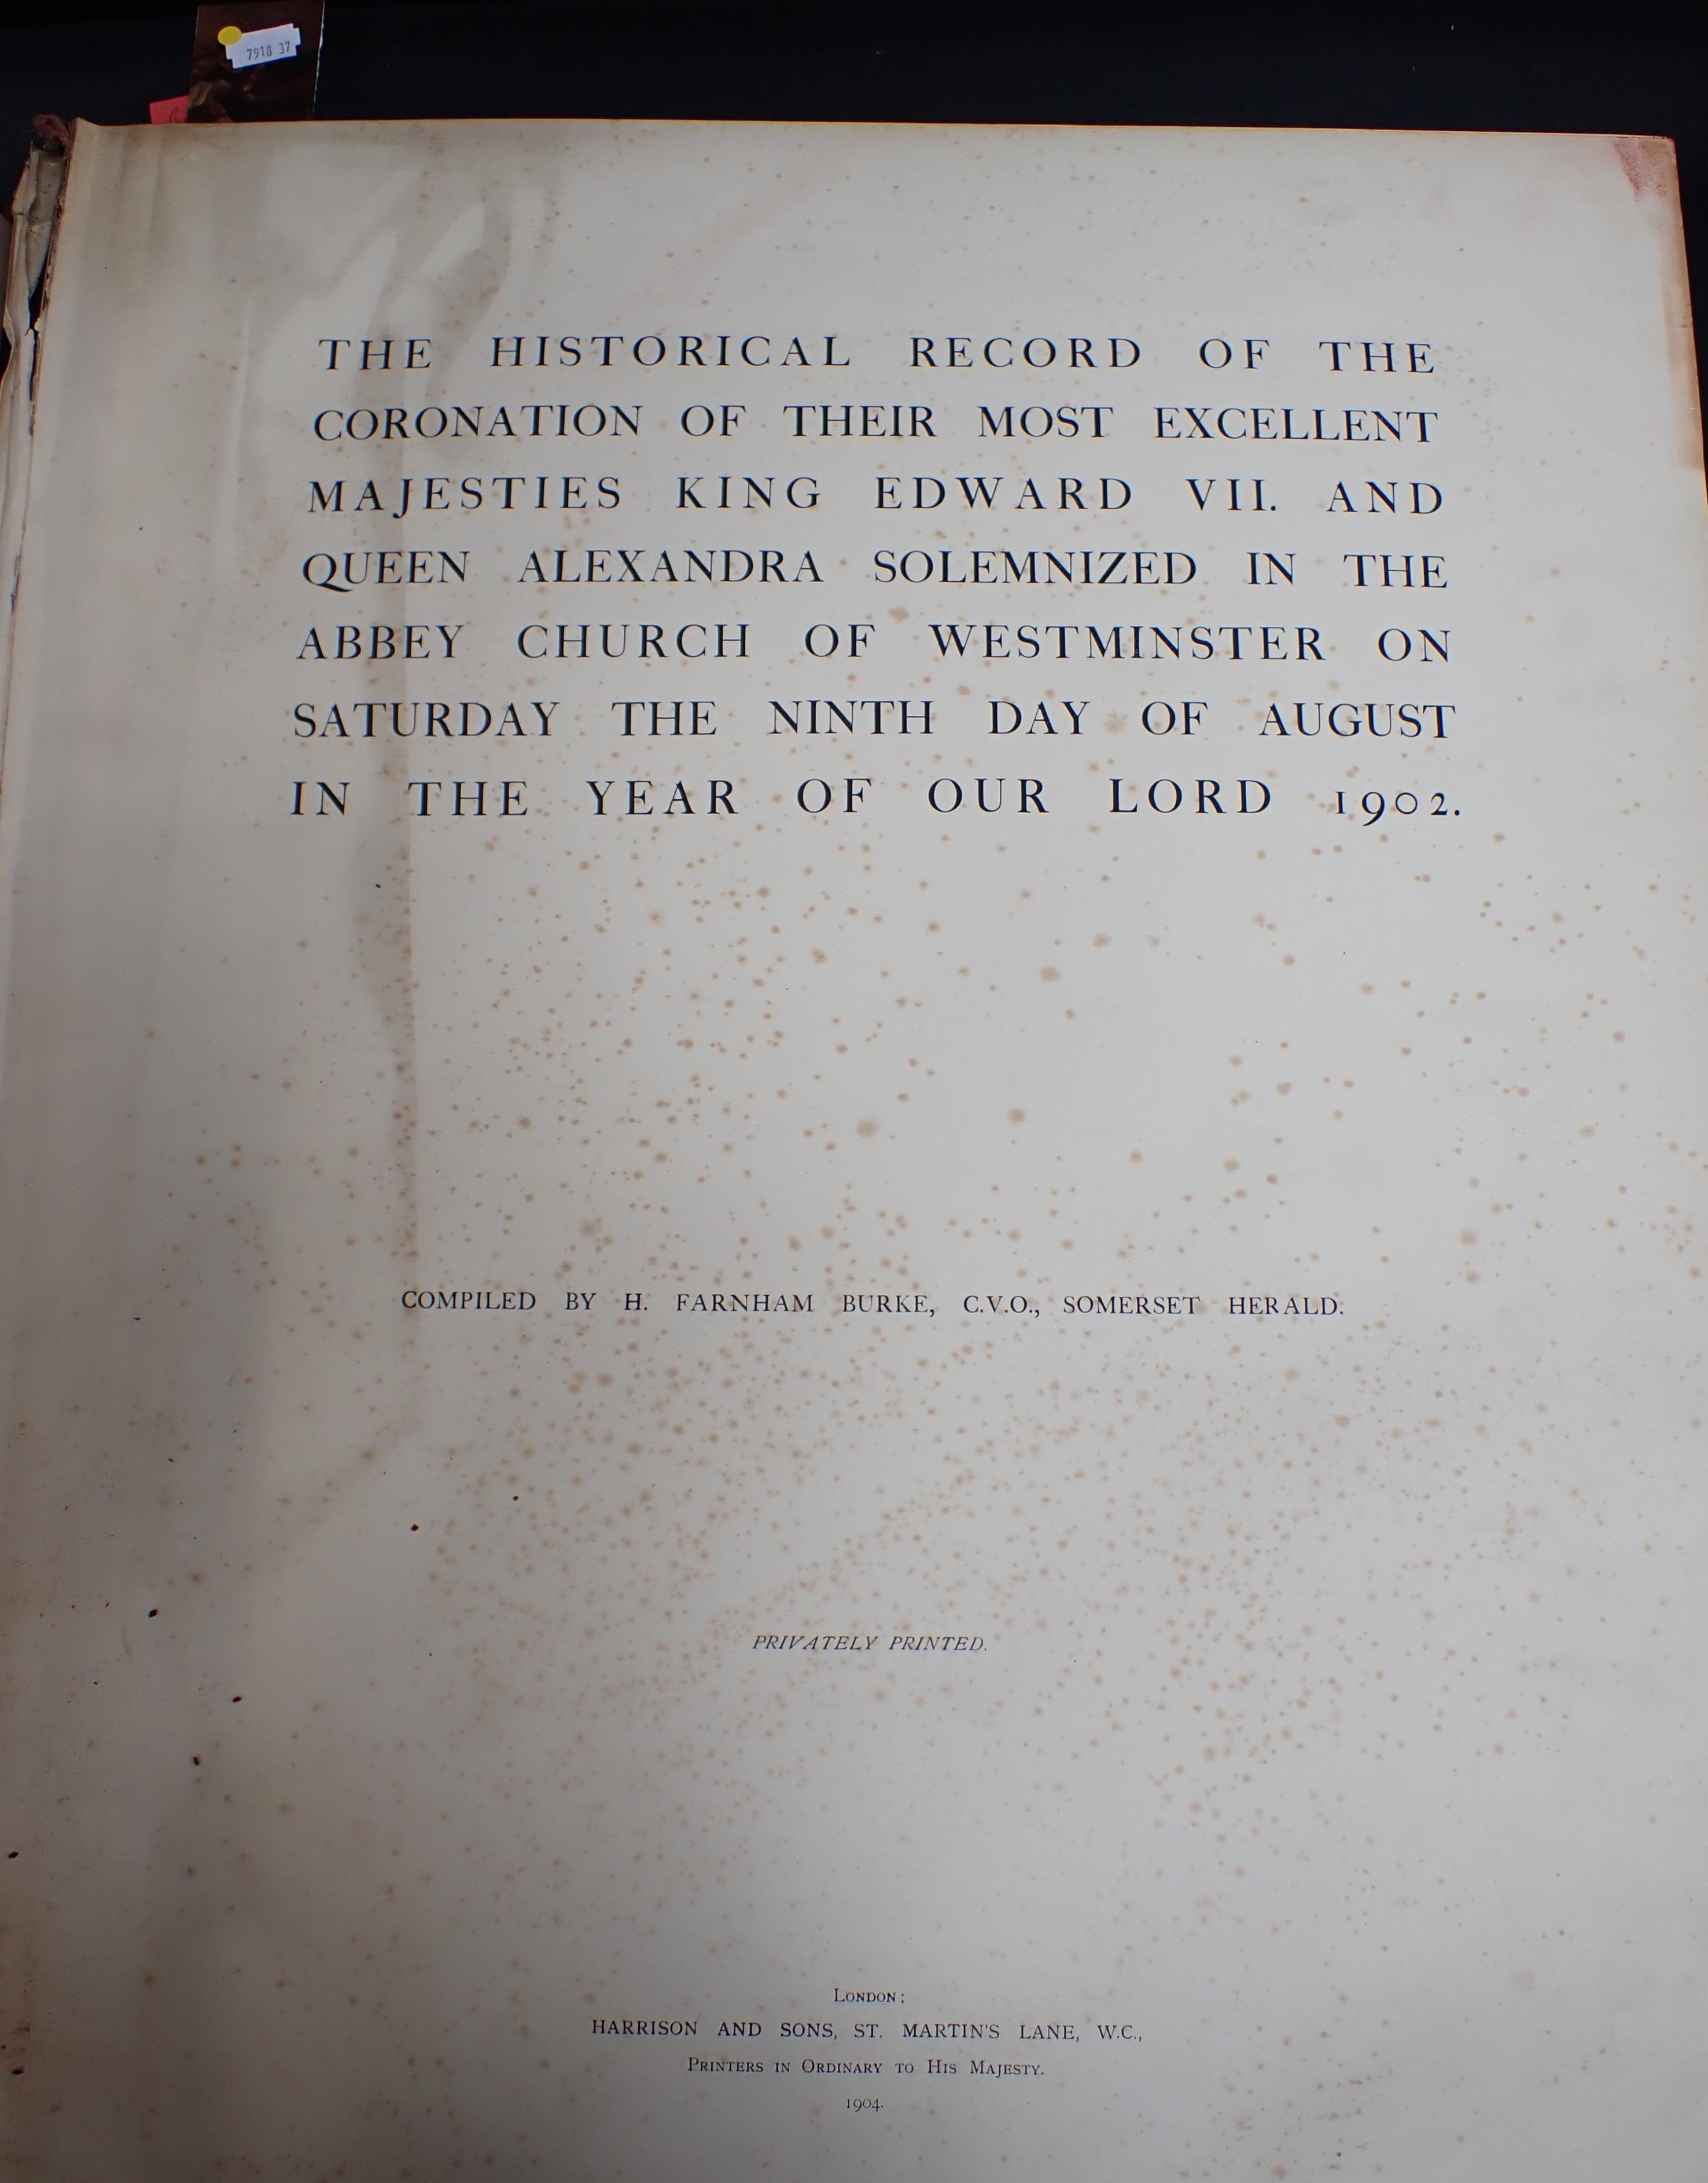 7918 37
THE HISTORICAL RECORD OF THE
CORONATION OF THEIR MOST EXCELLENT
MAJESTIES KING EDWARD VII. AND
QUEEN ALEXANDRA SOLEMNIZED IN THE
ABBEY CHURCH OF WESTMINSTER ON
SATURDAY THE NINTH DAY OF AUGUST
IN THE YEAR OF OUR LORD 1902.
COMPILED BY H. FARNHAM BURKE, C.V.O., SOMERSET HERALD.
PRIVATELY PRINTED.
LONDON:
HARRISON AND SONS, ST. MARTIN'S LANE, W.C.,
PRINTERS IN ORDINARY TO HIS MAJESTY.
1904.